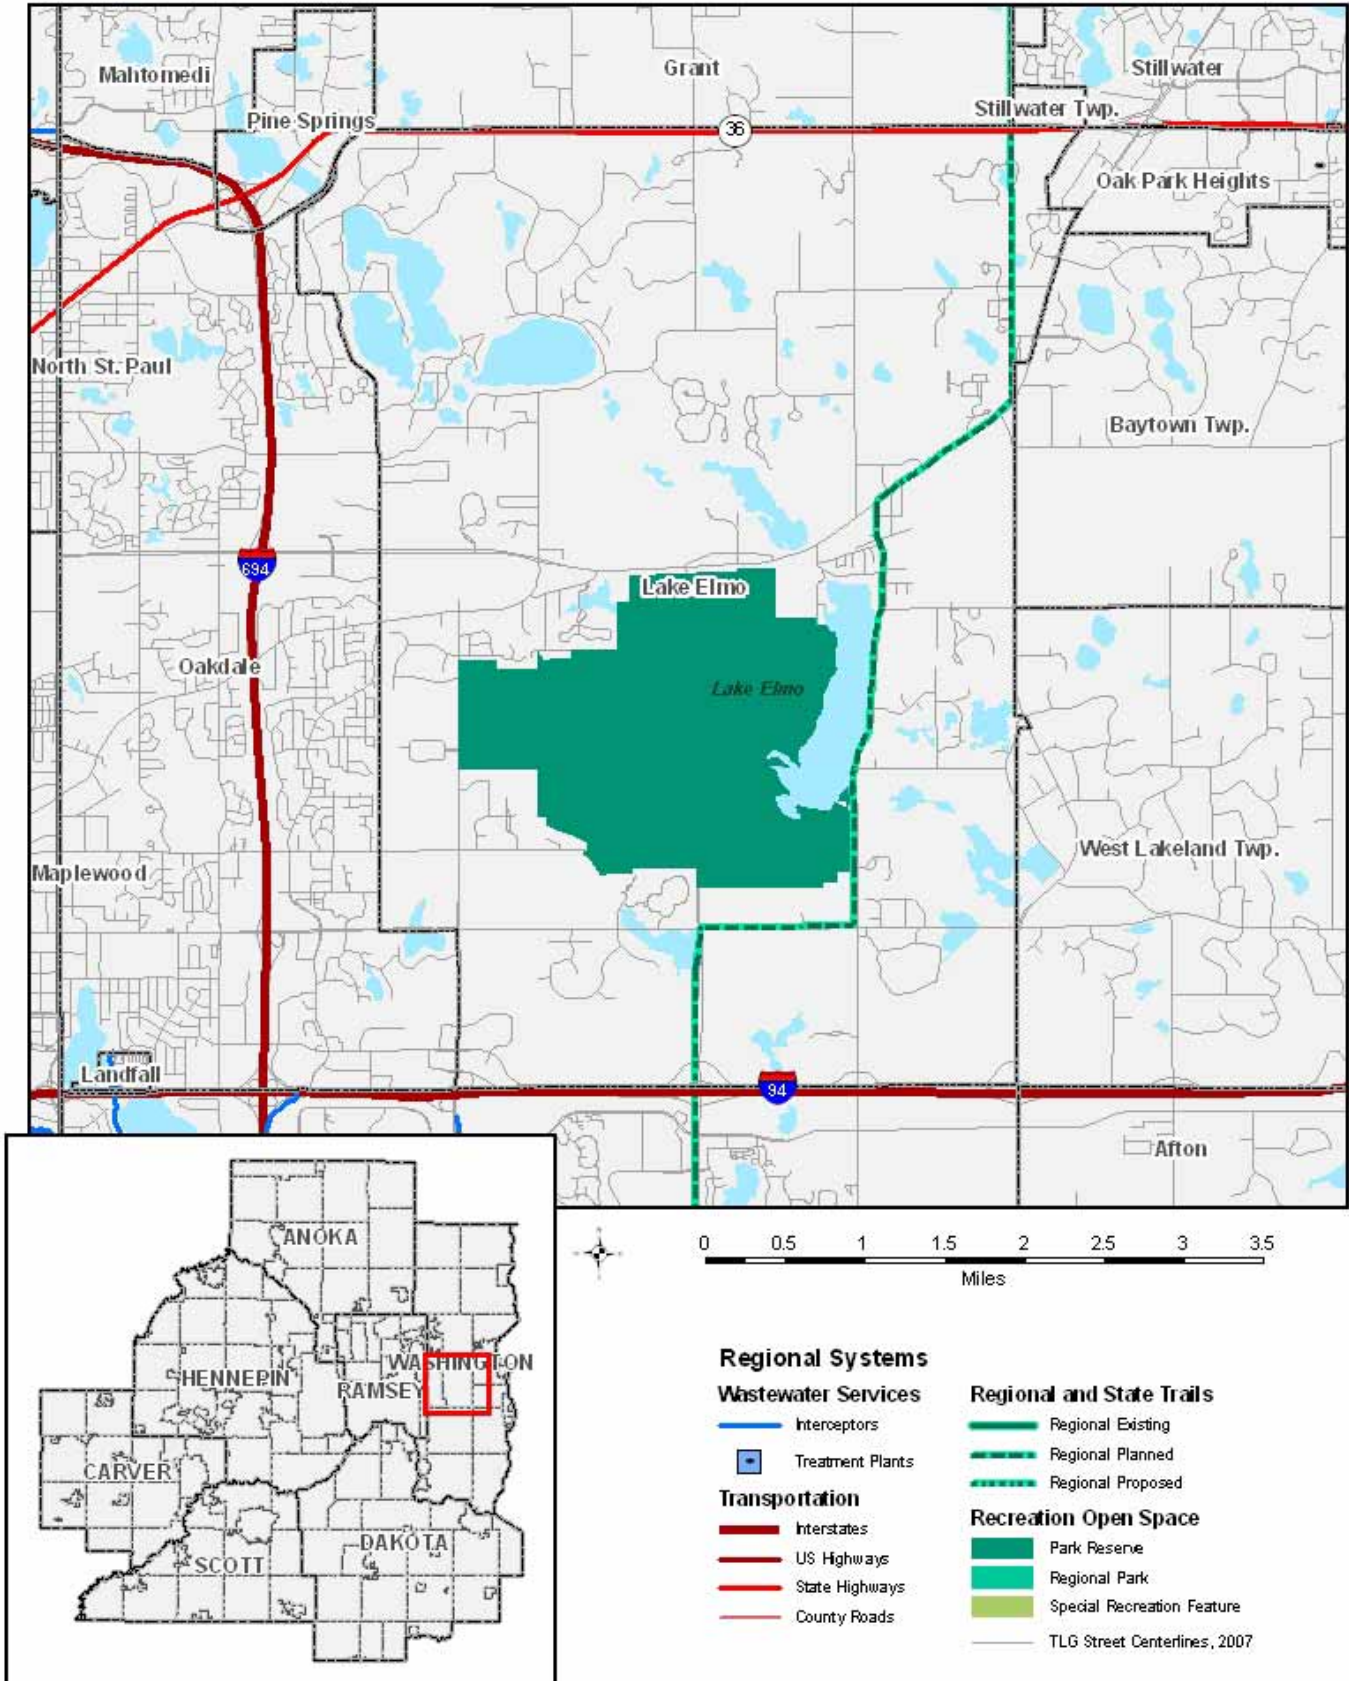 Mahtomedi
Grant
Stillwater
Stillwater Twp.
Pine Springs
36
Oak Park Heights
North St. Paul
Baytown Twp.
694
Lake Elmo
Oakdale
Lake Elmo
Maplewood
West Lakeland Twp.
Landfall
94
Afton
ANOKA
HENNEPIN
WASHINGTON
RAMSEY
CARVER
SCOTT
DAKOTA
0 0.5 1 1.5 2 2.5 3 3.5
Miles
Regional Systems
Wastewater Services
Interceptors
Treatment Plants
Transportation
Interstates
US Highways
State Highways
County Roads
Regional and State Trails
Regional Existing
Regional Planned
Regional Proposed
Recreation Open Space
Park Reserve
Regional Park
Special Recreation Feature
TLG Street Centerlines, 2007